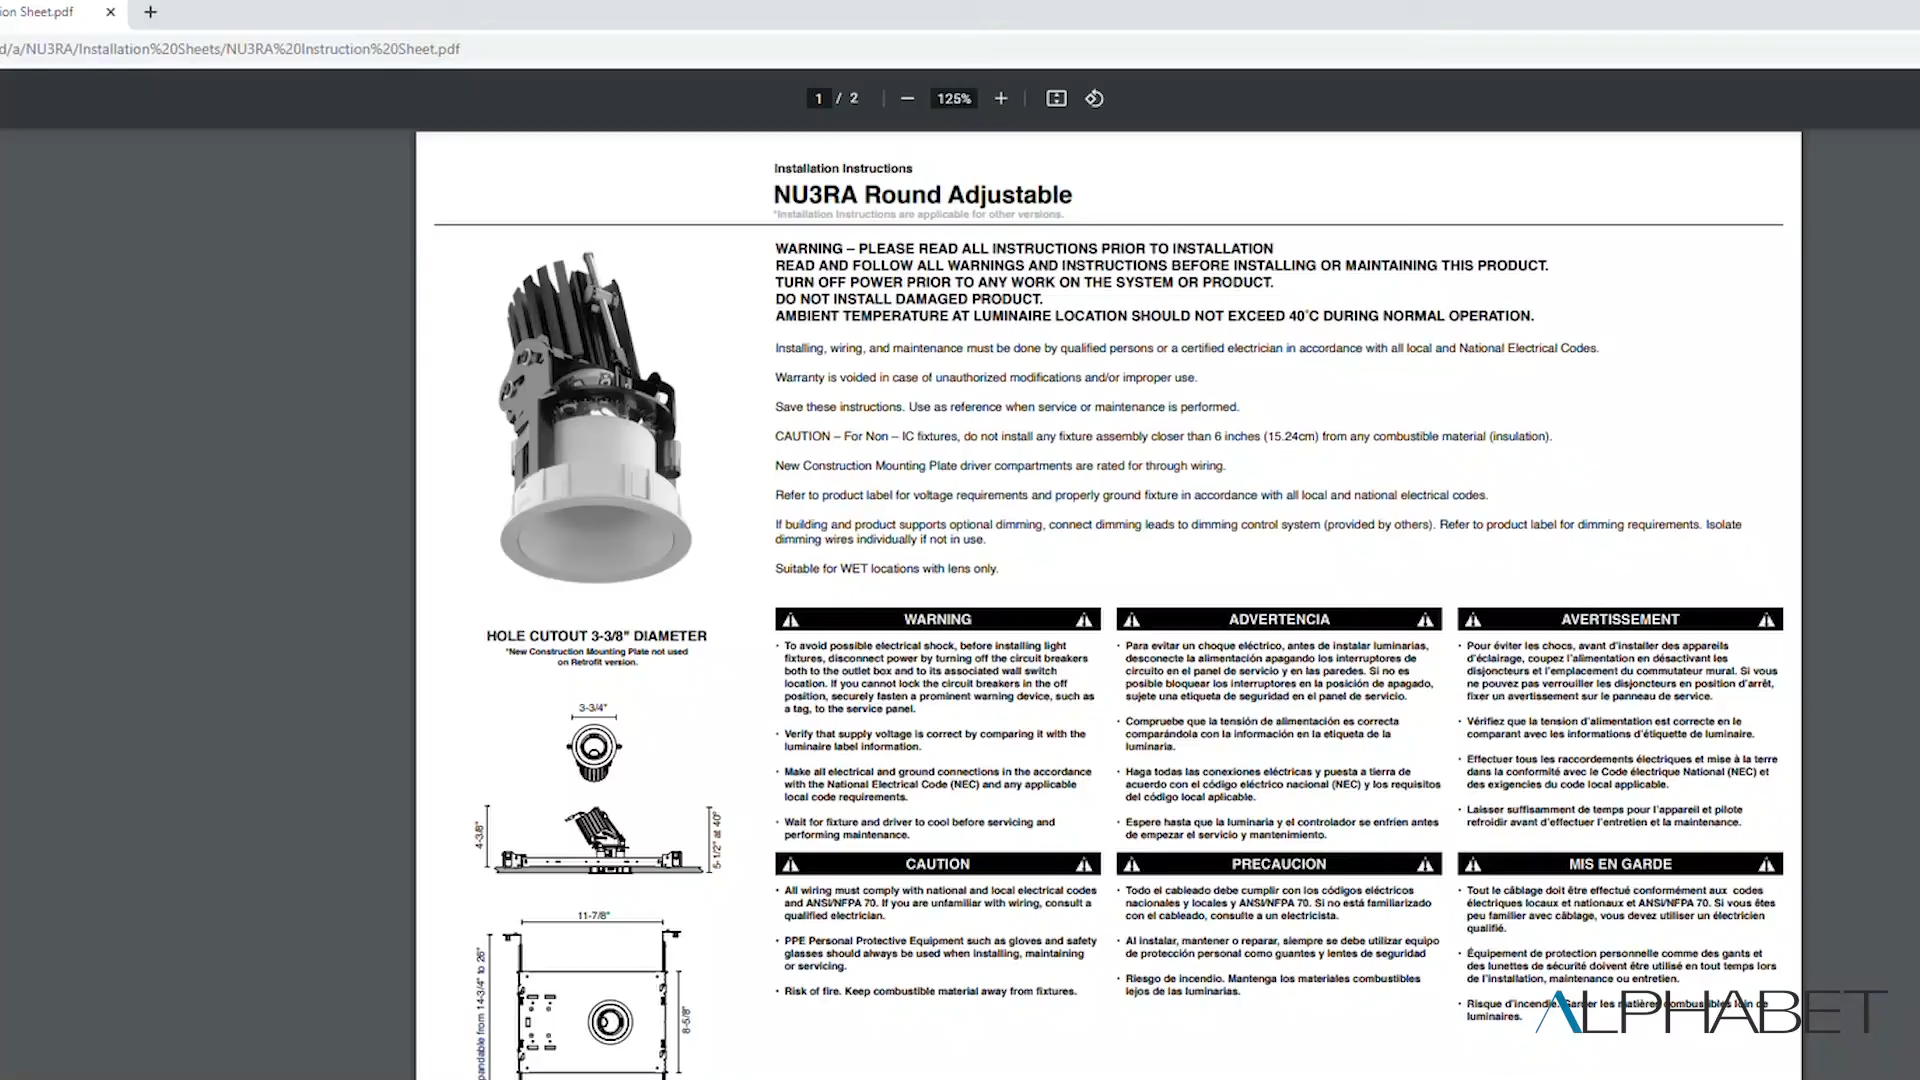 ion Sheet.pdf
d/a/NU3RA/Installation%20Sheets/NU3RA%20Instruction%20Sheet.pdf
1 / 2
125%
Installation Instructions
NU3RA Round Adjustable
*Installation Instructions are applicable for other versions.
WARNING – PLEASE READ ALL INSTRUCTIONS PRIOR TO INSTALLATION
READ AND FOLLOW ALL WARNINGS AND INSTRUCTIONS BEFORE INSTALLING OR MAINTAINING THIS PRODUCT.
TURN OFF POWER PRIOR TO ANY WORK ON THE SYSTEM OR PRODUCT.
DO NOT INSTALL DAMAGED PRODUCT.
AMBIENT TEMPERATURE AT LUMINAIRE LOCATION SHOULD NOT EXCEED 40°C DURING NORMAL OPERATION.
Installing, wiring, and maintenance must be done by qualified persons or a certified electrician in accordance with all local and National Electrical Codes.
Warranty is voided in case of unauthorized modifications and/or improper use.
Save these instructions. Use as reference when service or maintenance is performed.
CAUTION – For Non – IC fixtures, do not install any fixture assembly closer than 6 inches (15.24cm) from any combustible material (insulation).
New Construction Mounting Plate driver compartments are rated for through wiring.
Refer to product label for voltage requirements and properly ground fixture in accordance with all local and national electrical codes.
If building and product supports optional dimming, connect dimming leads to dimming control system (provided by others). Refer to product label for dimming requirements. Isolate
dimming wires individually if not in use.
Suitable for WET locations with lens only.
HOLE CUTOUT 3-3/8" DIAMETER
*New Construction Mounting Plate not used
on Retrofit version.
3-3/4"
4-3/8"
5-1/2" at 40°
11-7/8"
pandable from 14-3/4" to 26"
8-5/8"
WARNING
· To avoid possible electrical shock, before installing light
fixtures, disconnect power by turning off the circuit breakers
both to the outlet box and to its associated wall switch
location. If you cannot lock the circuit breakers in the off
position, securely fasten a prominent warning device, such as
a tag, to the service panel.
· Verify that supply voltage is correct by comparing it with the
luminaire label information.
· Make all electrical and ground connections in the accordance
with the National Electrical Code (NEC) and any applicable
local code requirements.
· Wait for fixture and driver to cool before servicing and
performing maintenance.
CAUTION
· All wiring must comply with national and local electrical codes
and ANSI/NFPA 70. If you are unfamiliar with wiring, consult a
qualified electrician.
· PPE Personal Protective Equipment such as gloves and safety
glasses should always be used when installing, maintaining
or servicing.
· Risk of fire. Keep combustible material away from fixtures.
ADVERTENCIA
· Para evitar un choque eléctrico, antes de instalar luminarias,
desconecte la alimentación apagando los interruptores de
circuito en el panel de servicio y en las paredes. Si no es
posible bloquear los interruptores en la posición de apagado,
sujete una etiqueta de seguridad en el panel de servicio.
· Compruebe que la tensión de alimentación es correcta
comparándola con la información en la etiqueta de la
luminaria.
· Haga todas las conexiones eléctricas y puesta a tierra de
acuerdo con el código eléctrico nacional (NEC) y los requisitos
del código local aplicable.
· Espere hasta que la luminaria y el controlador se enfrien antes
de empezar el servicio y mantenimiento.
PRECAUCION
· Todo el cableado debe cumplir con los códigos eléctricos
nacionales y locales y ANSI/NFPA 70. Si no está familiarizado
con el cableado, consulte a un electricista.
· Al instalar, mantener o reparar, siempre se debe utilizar equipo
de protección personal como guantes y lentes de seguridad
· Riesgo de incendio. Mantenga los materiales combustibles
lejos de las luminarias.
AVERTISSEMENT
· Pour éviter les chocs, avant d'installer des appareils
d'éclairage, coupez l'alimentation en désactivant les
disjoncteurs et l'emplacement du commutateur mural. Si vous
ne pouvez pas verrouiller les disjoncteurs en position d'arrêt,
fixer un avertissement sur le panneau de service.
· Vérifiez que la tension d'alimentation est correcte en le
comparant avec les informations d'étiquette de luminaire.
· Effectuer tous les raccordements électriques et mise à la terre
dans la conformité avec le Code électrique National (NEC) et
des exigencies du code local applicable.
· Laisser suffisamment de temps pour l'appareil et pilote
refroidir avant d'effectuer l'entretien et la maintenance.
MIS EN GARDE
· Tout le câblage doit être effectué conformément aux codes
électriques locaux et nationaux et ANSI/NFPA 70. Si vous êtes
peu familier avec câblage, vous devez utiliser un électricien
qualifié.
· Équipement de protection personnelle comme des gants et
des lunettes de sécurité doivent être utilisé en tout temps lors
de l'installation, maintenance ou entretien.
· Risque d'incendie. Garder les matières combustibles loin de
luminaires.
ALPHABET